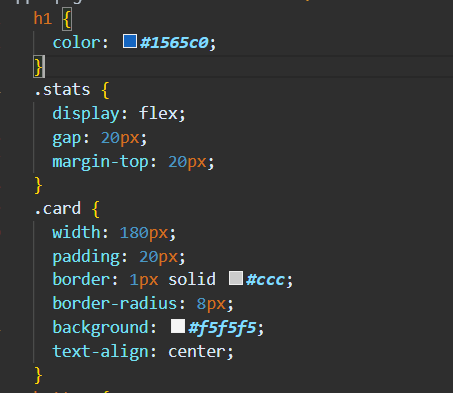 h1 {
color: #1565c0;
}
.stats {
display: flex;
gap: 20px;
margin-top: 20px;
}
.card {
width: 180px;
padding: 20px;
border: 1px solid #ccc;
border-radius: 8px;
background: #f5f5f5;
text-align: center;
}